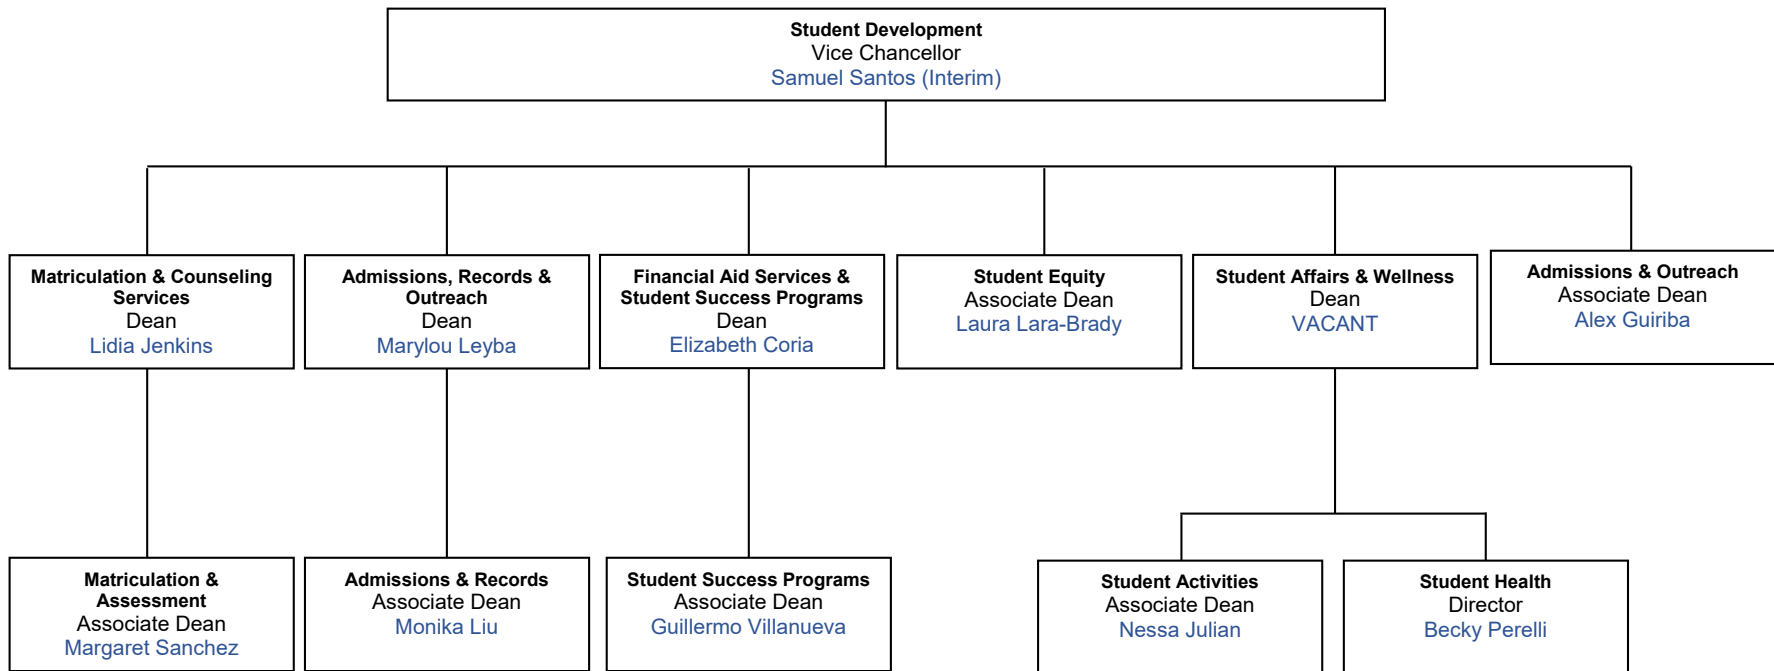 Student Development
Vice Chancellor
Samuel Santos (Interim)
Matriculation & Counseling
Services
Dean
Lidia Jenkins
Admissions, Records &
Outreach
Dean
Marylou Leyba
Financial Aid Services &
Student Success Programs
Dean
Elizabeth Coria
Student Equity
Associate Dean
Laura Lara-Brady
Student Affairs & Wellness
Dean
VACANT
Admissions & Outreach
Associate Dean
Alex Guiriba
Matriculation &
Assessment
Associate Dean
Margaret Sanchez
Admissions & Records
Associate Dean
Monika Liu
Student Success Programs
Associate Dean
Guillermo Villanueva
Student Activities
Associate Dean
Nessa Julian
Student Health
Director
Becky Perelli